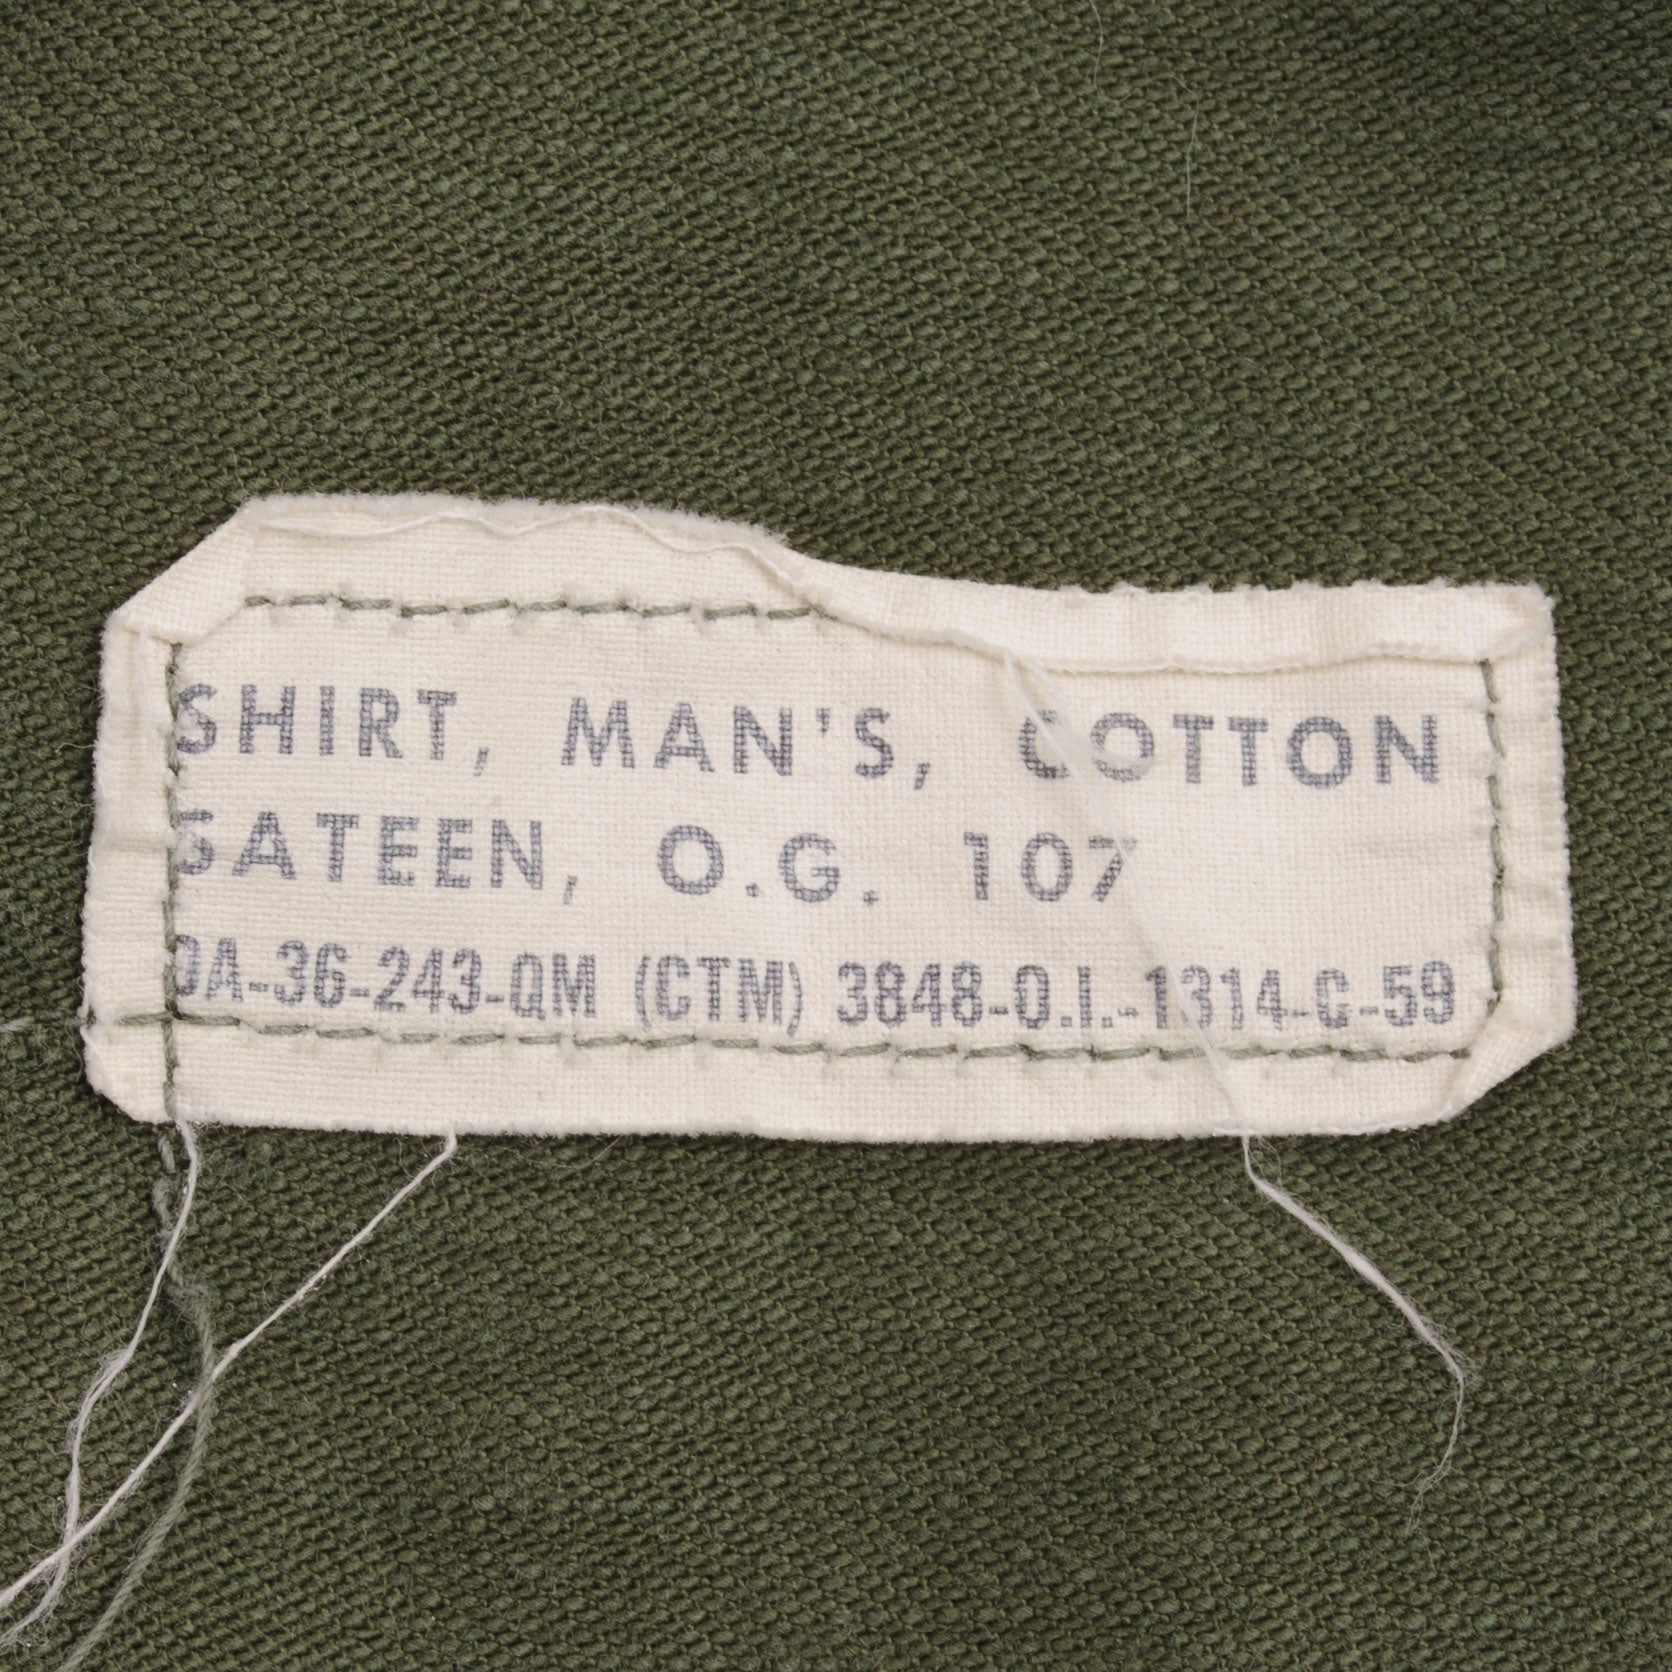 SHIRT, MAN'S, COTTON
SATEEN, O.G. 107
DA-36-243-QM (CTM) 3848-O.I.-1314-C-59